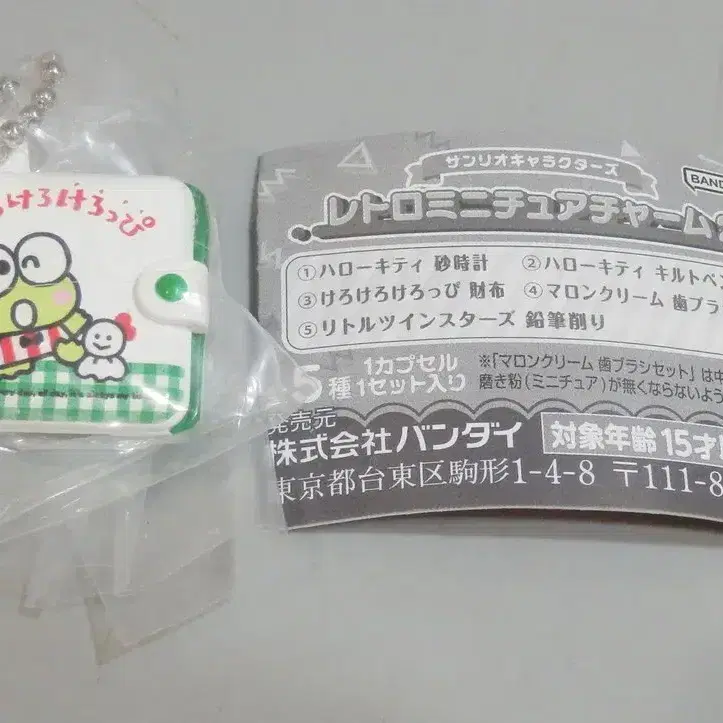 けろけろっぴ
サンリオキャラクターズ
BAND
レトロミニチュアチャーム
①ハローキティ 砂時計 ②ハローキティ キルトペン
③けろけろけろっぴ 財布 ④マロンクリーム 歯ブラ
⑤リトルツインスターズ 鉛筆削り
5種 1カプセル
1セット入り
※「マロンクリーム 歯ブラシセット」は中
磨き粉(ミニチュア)が無くならないよう
発売元
株式会社バンダイ 対象年齢15才
東京都台東区駒形1-4-8 〒111-8